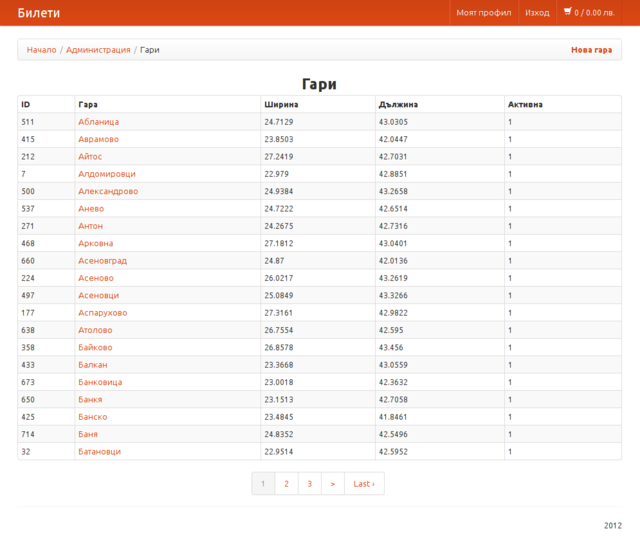 Билети
Моят профил Изход 0 / 0.00 лв.
Начало / Администрация / Гари Нова гара
Гари
ID Гара Ширина Дължина Активна
511 Абланица 24.7129 43.0305 1
415 Аврамово 23.8503 42.0447 1
212 Айтос 27.2419 42.7031 1
7 Алдомировци 22.979 42.8851 1
500 Александрово 24.9384 43.2658 1
537 Анево 24.7222 42.6514 1
271 Антон 24.2675 42.7316 1
468 Арковна 27.1812 43.0401 1
660 Асеновград 24.87 42.0136 1
224 Асеново 26.0217 43.2619 1
497 Асеновци 25.0849 43.3266 1
177 Аспарухово 27.3161 42.9822 1
638 Атолово 26.7554 42.595 1
358 Байково 26.8578 43.456 1
433 Балкан 23.3668 43.0559 1
673 Банковица 23.0018 42.3632 1
650 Банкя 23.1513 42.7058 1
425 Банско 23.4845 41.8461 1
714 Баня 24.8352 42.5496 1
32 Батановци 22.9514 42.5952 1
1 2 3 > Last ›
2012